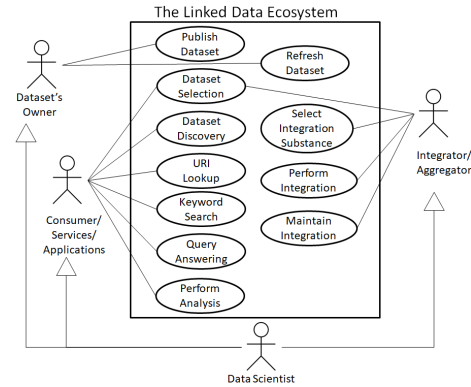 The Linked Data Ecosystem
Publish
Dataset
Refresh
Dataset
Dataset's
Owner
Dataset
Selection
Dataset
Discovery
Select
Integration
Substance
Integrator/
Aggregator
URI
Lookup
Perform
Integration
Consumer/
Services/
Applications
Keyword
Search
Maintain
Integration
Query
Answering
Perform
Analysis
Data Scientist